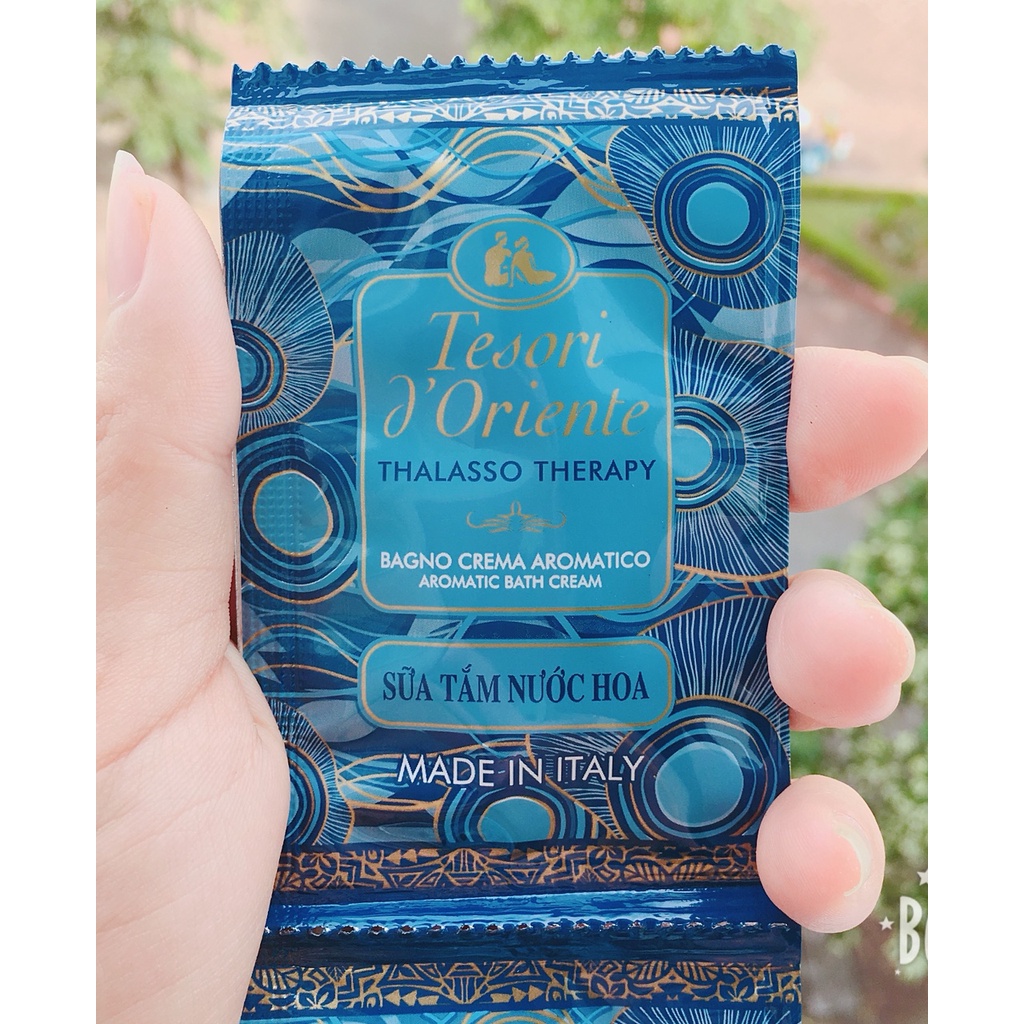 Tesori
d'Oriente
THALASSO THERAPY
BAGNO CREMA AROMATICO
AROMATIC BATH CREAM
SỮA TẮM NƯỚC HOA
MADE IN ITALY